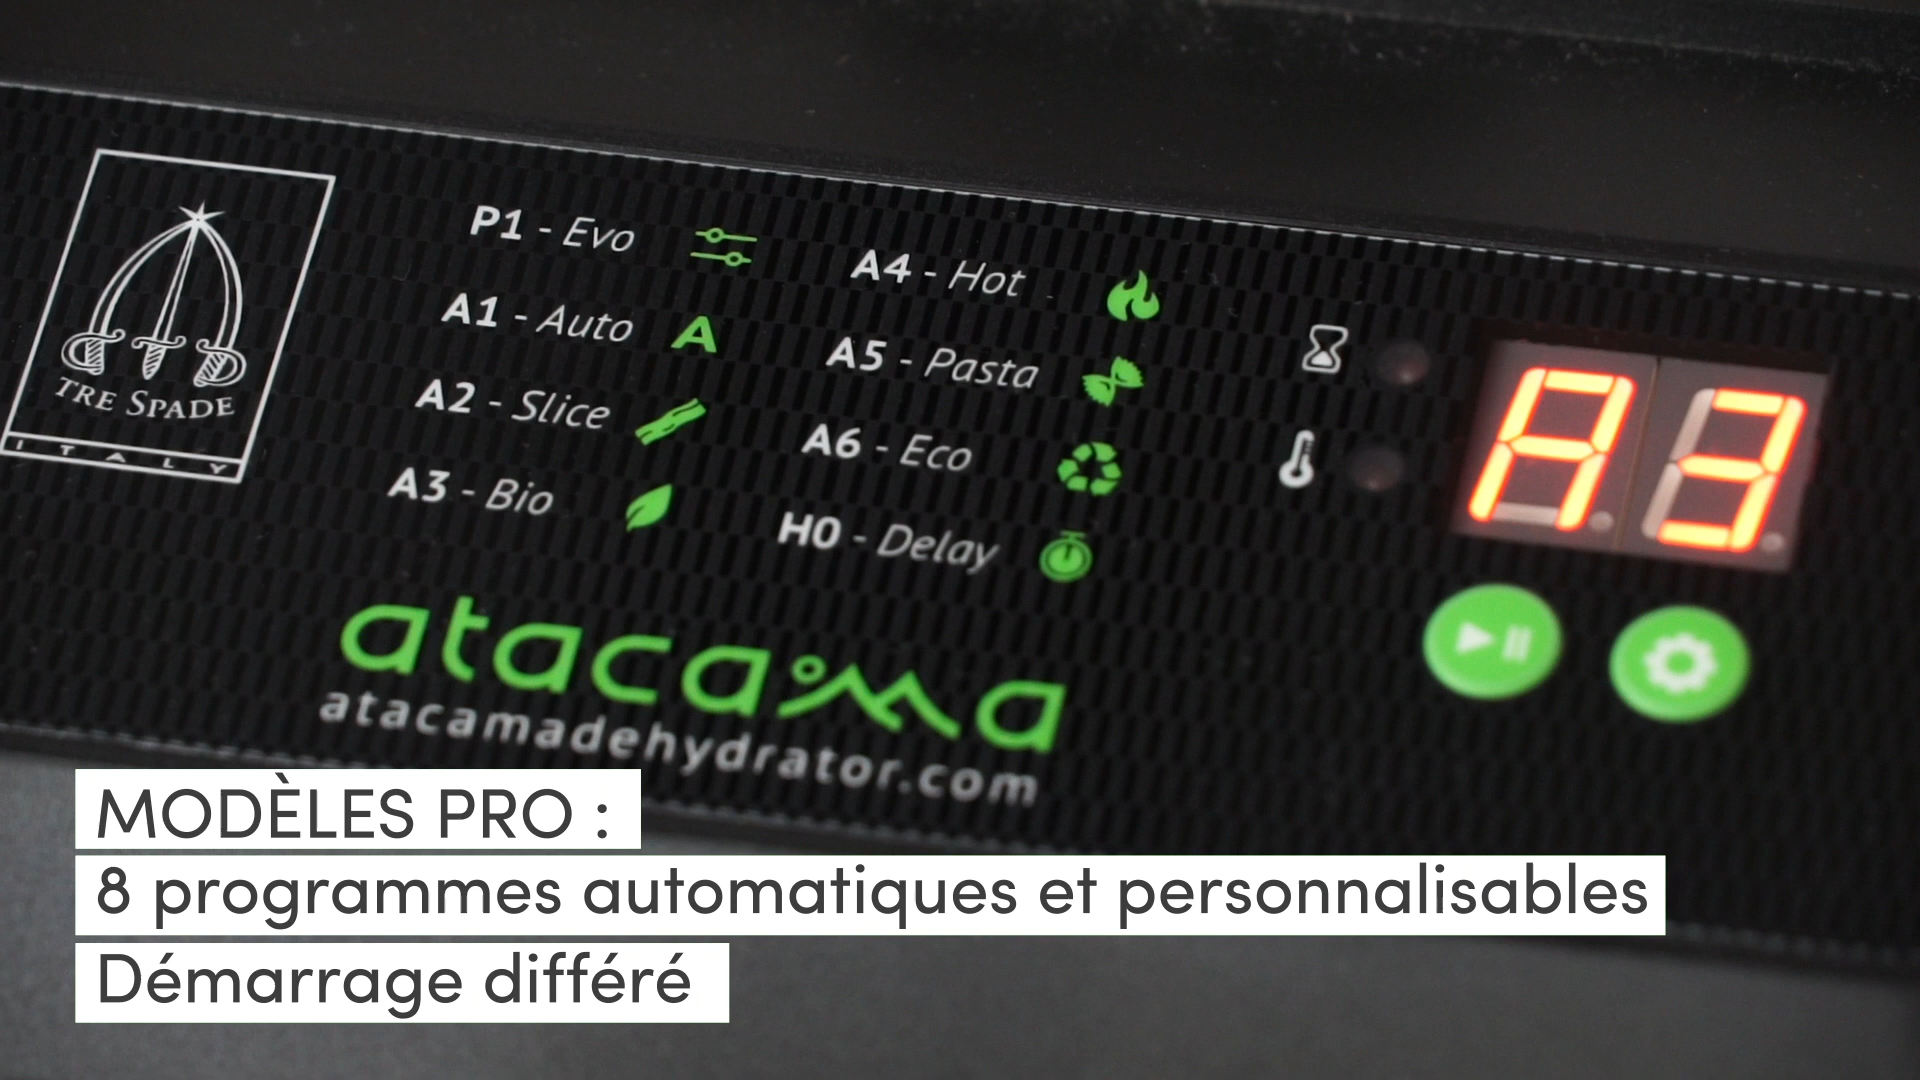 TRE SPADE
ITALY
P1 - Evo
A1 - Auto
A
A2 - Slice
A3 - Bio
A4 - Hot
A5 - Pasta
A6 - Eco
H0 - Delay
A3
atacama
atacamadehydrator.com
MODÈLES PRO :
8 programmes automatiques et personnalisables
Démarrage différé